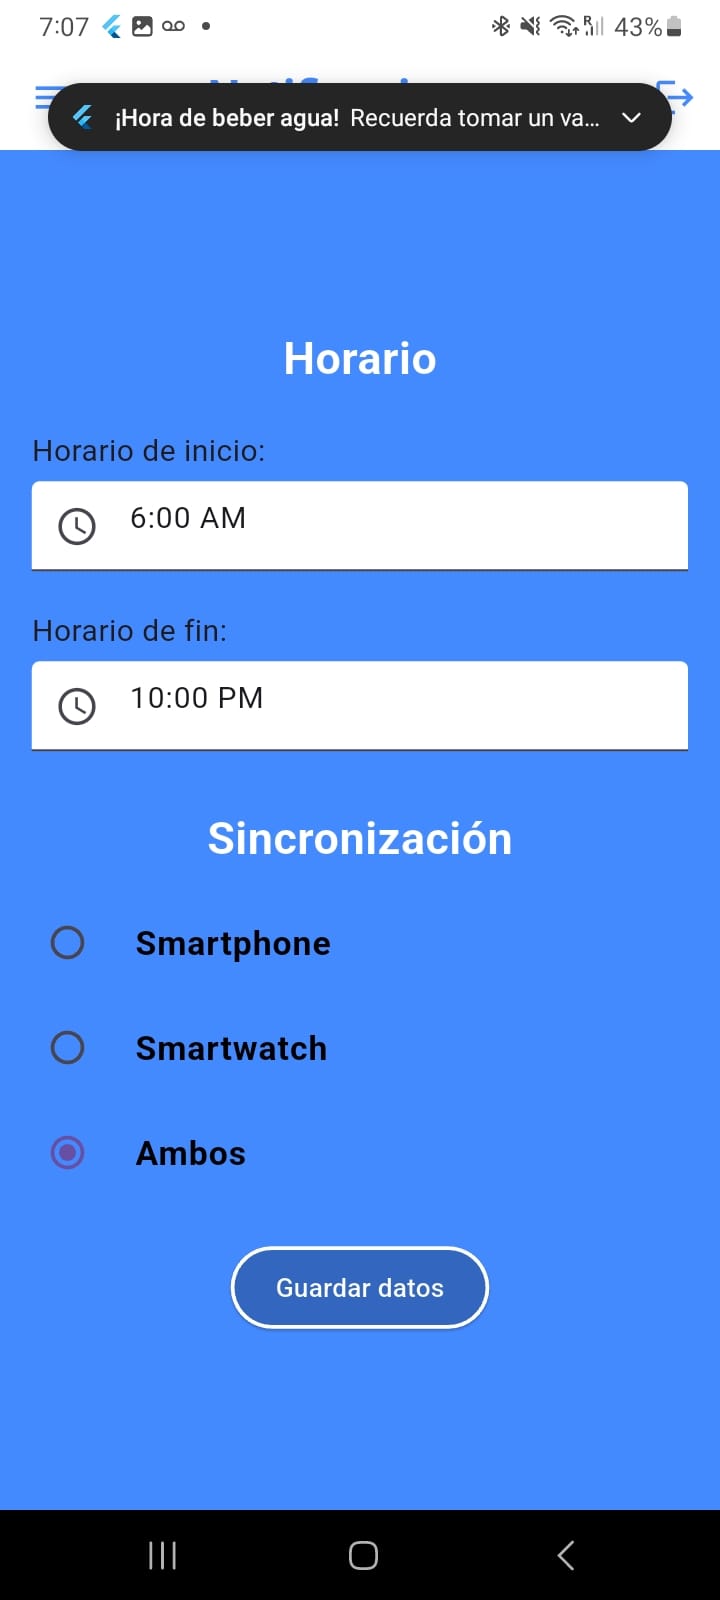 7:07
R
43%
¡Hora de beber agua! Recuerda tomar un va...
Horario
Horario de inicio:
6:00 AM
Horario de fin:
10:00 PM
Sincronización
Smartphone
Smartwatch
Ambos
Guardar datos